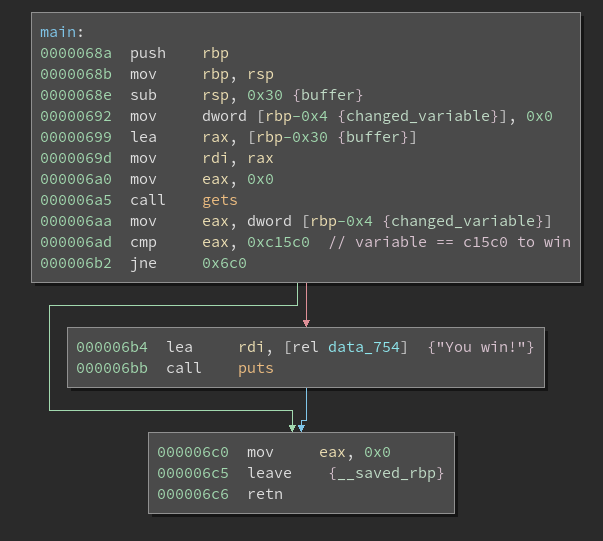 main:
0000068a push rbp
0000068b mov rbp, rsp
0000068e sub rsp, 0x30 {buffer}
00000692 mov dword [rbp-0x4 {changed_variable}], 0x0
00000699 lea rax, [rbp-0x30 {buffer}]
0000069d mov rdi, rax
000006a0 mov eax, 0x0
000006a5 call gets
000006aa mov eax, dword [rbp-0x4 {changed_variable}]
000006ad cmp eax, 0xc15c0 // variable == c15c0 to win
000006b2 jne 0x6c0
000006b4 lea rdi, [rel data_754] {"You win!"}
000006bb call puts
000006c0 mov eax, 0x0
000006c5 leave {__saved_rbp}
000006c6 retn